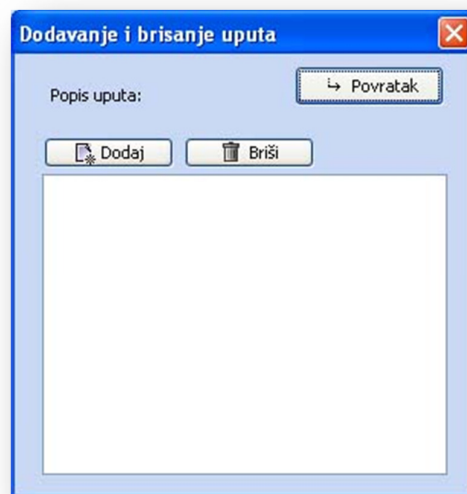 Dodavanje i brisanje uputa
Popis uputa:
Povratak
Dodaj
Briši